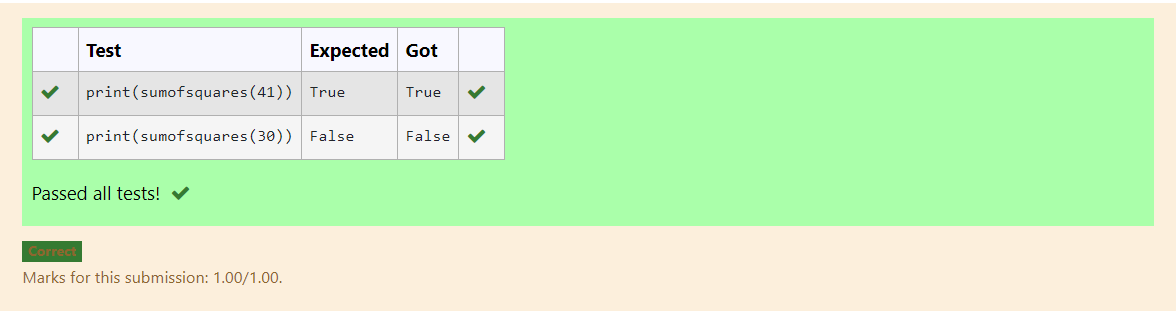 Test Expected Got
print(sumofsquares(41)) True True
print(sumofsquares(30)) False False
Passed all tests!
Correct
Marks for this submission: 1.00/1.00.